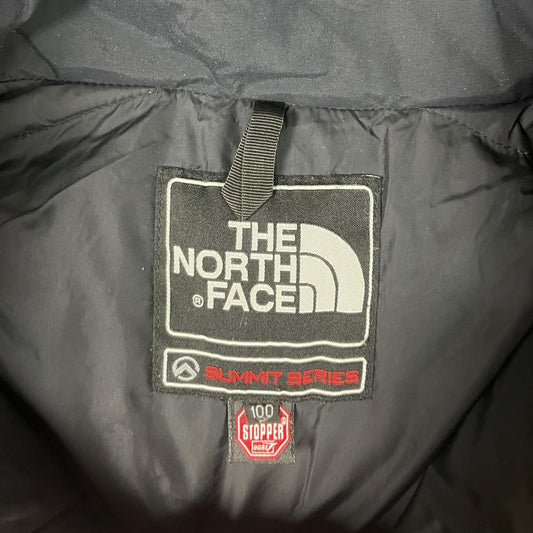 THE
NORTH
® FACE
SUMMIT SERIES
100
STOPPER®